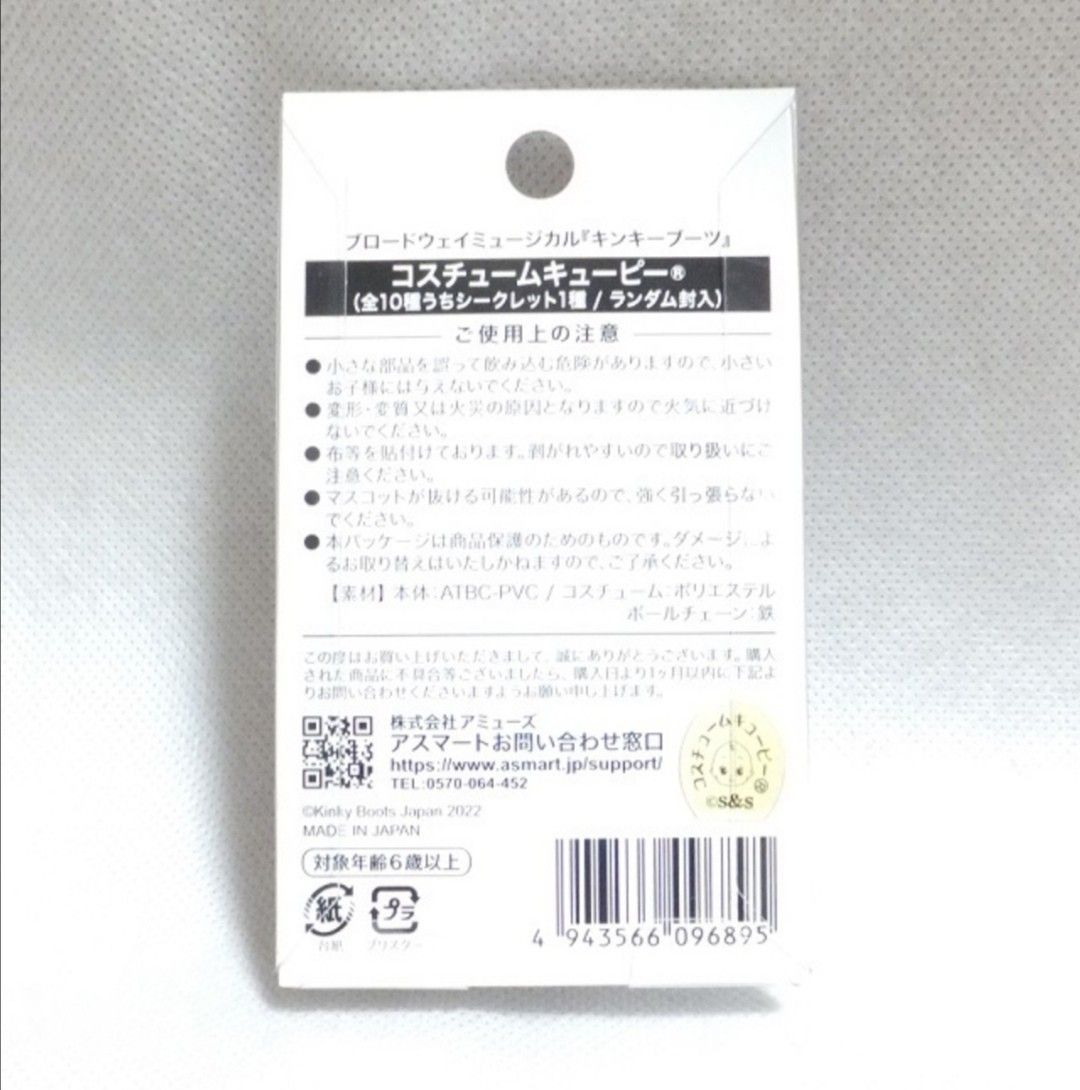 ブロードウェイミュージカル『キンキーブーツ』
コスチュームキューピー®
(全10種うちシークレット1種 / ランダム封入)
ご使用上の注意
●小さな部品を誤って飲み込む危険がありますので、小さい
お子様には与えないでください。
●変形・変質又は火災の原因となりますので火気に近づけ
ないでください。
●布等を貼付けております。剥がれやすいので取り扱いにご
注意ください。
●マスコットが抜ける可能性があるので、強く引っ張らない
でください。
●本パッケージは商品保護のためのものです。ダメージによ
るお取り替えはいたしかねますので、ご了承ください。
【素材】本体:ATBC-PVC / コスチューム:ポリエステル
ボールチェーン:鉄
この度はお買い上げいただきまして、誠にありがとうございます。購入
された商品に不具合等ございましたら、購入日より1ヶ月以内に下記よ
りお問い合わせくださいますようお願い申し上げます。
株式会社アミューズ
アスマートお問い合わせ窓口
https://www.asmart.jp/support/
TEL:0570-064-452
コスチュームキューピー®
©S&S
©Kinky Boots Japan 2022
MADE IN JAPAN
対象年齢6歳以上
紙
プラ
台紙
ブリスター
4 943566 096895